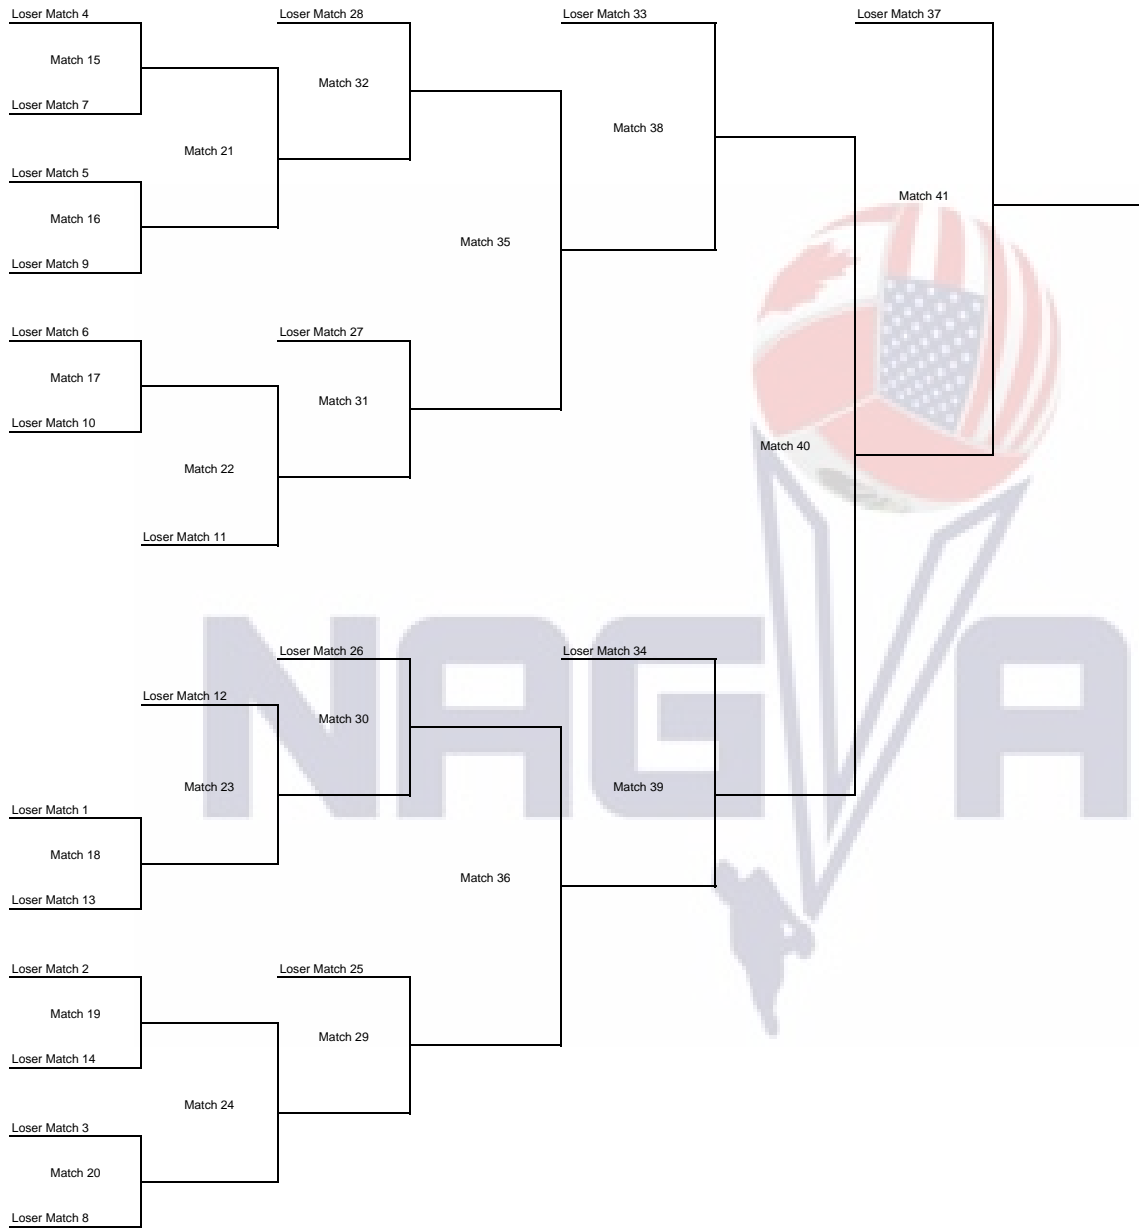 Loser Match 4
Loser Match 28
Loser Match 33
Loser Match 37
Match 15
Match 32
Loser Match 7
Match 38
Match 21
Loser Match 5
Match 41
Match 16
Match 35
Loser Match 9
Loser Match 6
Loser Match 27
Match 17
Match 31
Loser Match 10
Match 40
Match 22
Loser Match 11
NAGVA
Loser Match 26
Loser Match 34
Loser Match 12
Match 30
Match 23
Match 39
Loser Match 1
Match 18
Match 36
Loser Match 13
Loser Match 2
Loser Match 25
Match 19
Match 29
Loser Match 14
Match 24
Loser Match 3
Match 20
Loser Match 8